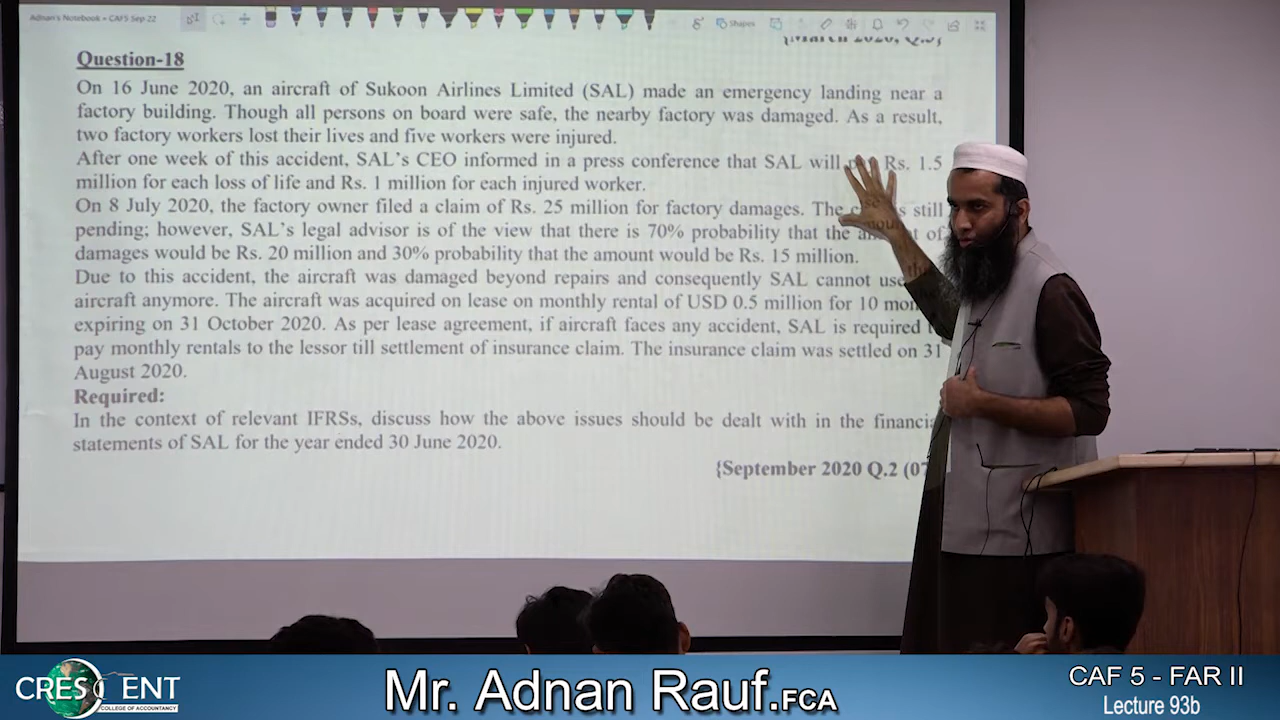 Adnan's Notebook » CAF5 Sep 22
Shapes
{March 2020, Q.5}
Question-18
On 16 June 2020, an aircraft of Sukoon Airlines Limited (SAL) made an emergency landing near a
factory building. Though all persons on board were safe, the nearby factory was damaged. As a result,
two factory workers lost their lives and five workers were injured.
After one week of this accident, SAL's CEO informed in a press conference that SAL will Rs. 1.5
million for each loss of life and Rs. 1 million for each injured worker.
On 8 July 2020, the factory owner filed a claim of Rs. 25 million for factory damages. The still
pending; however, SAL's legal advisor is of the view that there is 70% probability that the of
damages would be Rs. 20 million and 30% probability that the amount would be Rs. 15 million.
Due to this accident, the aircraft was damaged beyond repairs and consequently SAL cannot use
aircraft anymore. The aircraft was acquired on lease on monthly rental of USD 0.5 million for 10
expiring on 31 October 2020. As per lease agreement, if aircraft faces any accident, SAL is required
pay monthly rentals to the lessor till settlement of insurance claim. The insurance claim was settled on 31
August 2020.
Required:
In the context of relevant IFRSs, discuss how the above issues should be dealt with in the
statements of SAL for the year ended 30 June 2020.
{September 2020 Q.2
CRESCENT
COLLEGE OF ACCOUNTANCY
Mr. Adnan Rauf.FCA
CAF 5 - FAR II
Lecture 93b